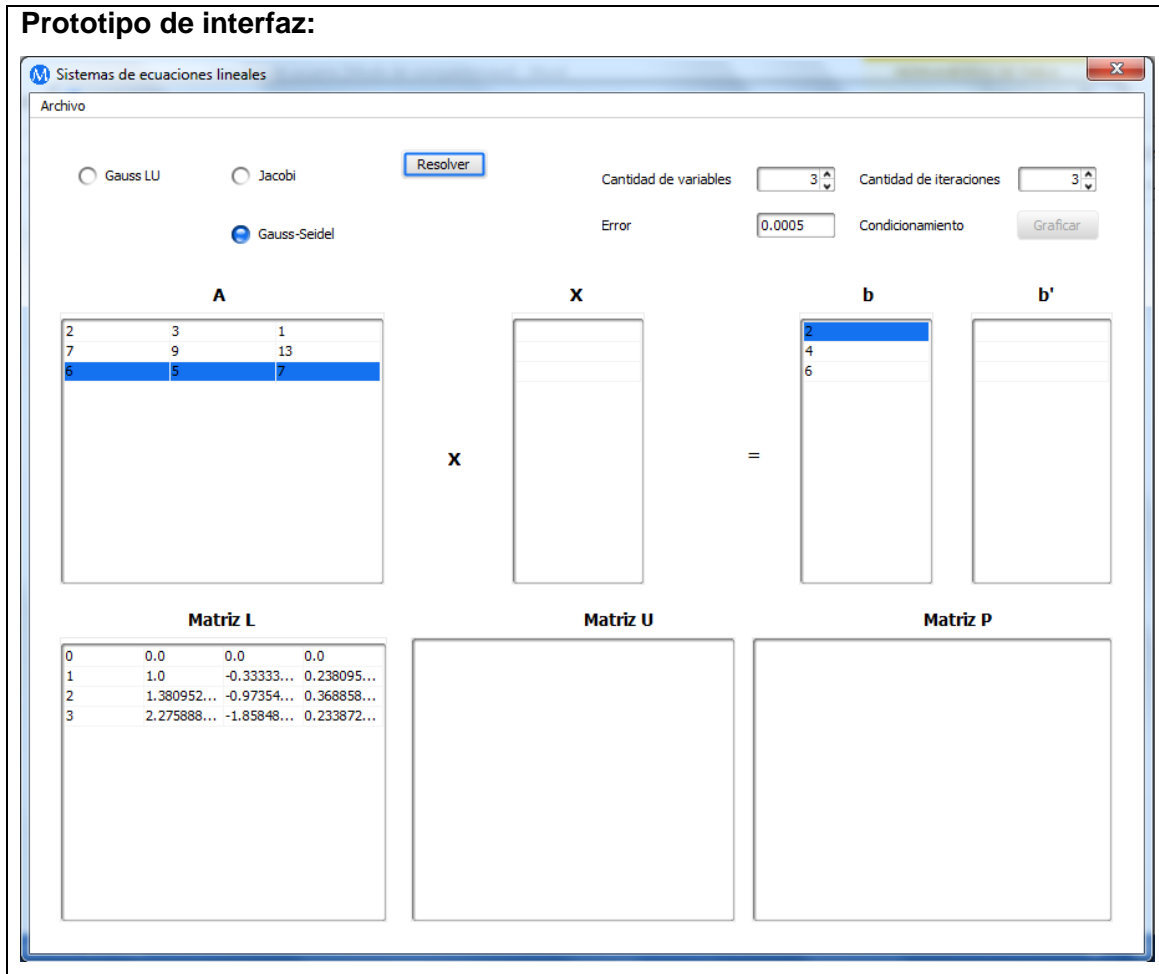 Prototipo de interfaz:
M Sistemas de ecuaciones lineales
Archivo
Gauss LU Jacobi Resolver Cantidad de variables 3 Cantidad de iteraciones 3
Gauss-Seidel Error 0.0005 Condicionamiento Graficar
A X b b'
2 3 1 2
7 9 13 4
6 5 7 6
x =
Matriz L Matriz U Matriz P
0 0.0 0.0 0.0
1 1.0 -0.33333... 0.238095...
2 1.380952... -0.97354... 0.368858...
3 2.275888... -1.85848... 0.233872...